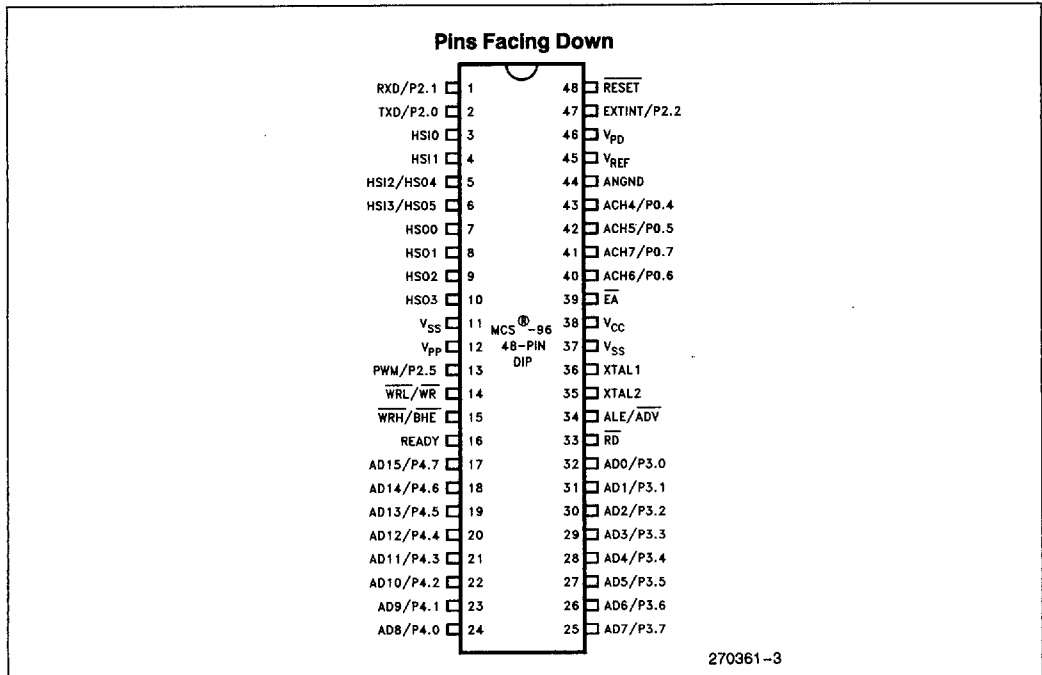 Pins Facing Down
RXD/P2.1 1 48 RESET
TXD/P2.0 2 47 EXTINT/P2.2
HSI0 3 46 VPD
HSI1 4 45 VREF
HSI2/HSO4 5 44 ANGND
HSI3/HSO5 6 43 ACH4/P0.4
HSO0 7 42 ACH5/P0.5
HSO1 8 41 ACH7/P0.7
HSO2 9 40 ACH6/P0.6
HSO3 10 39 EA
VSS 11 38 VCC
VPP 12 37 VSS
MCS®-96
48-PIN
DIP
PWM/P2.5 13 36 XTAL1
WRL/WR 14 35 XTAL2
WRH/BHE 15 34 ALE/ADV
READY 16 33 RD
AD15/P4.7 17 32 AD0/P3.0
AD14/P4.6 18 31 AD1/P3.1
AD13/P4.5 19 30 AD2/P3.2
AD12/P4.4 20 29 AD3/P3.3
AD11/P4.3 21 28 AD4/P3.4
AD10/P4.2 22 27 AD5/P3.5
AD9/P4.1 23 26 AD6/P3.6
AD8/P4.0 24 25 AD7/P3.7
270361-3